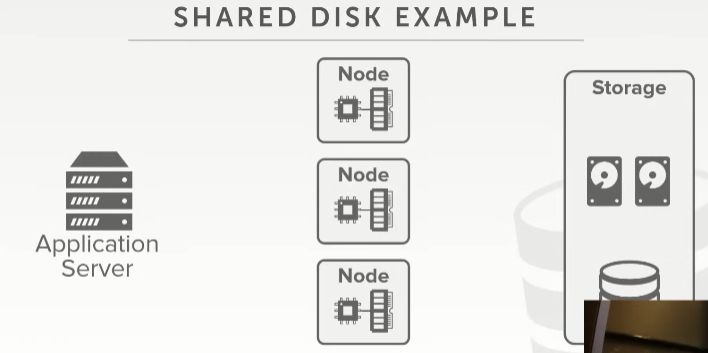 SHARED DISK EXAMPLE
Node
Storage
Node
Application
Server
Node